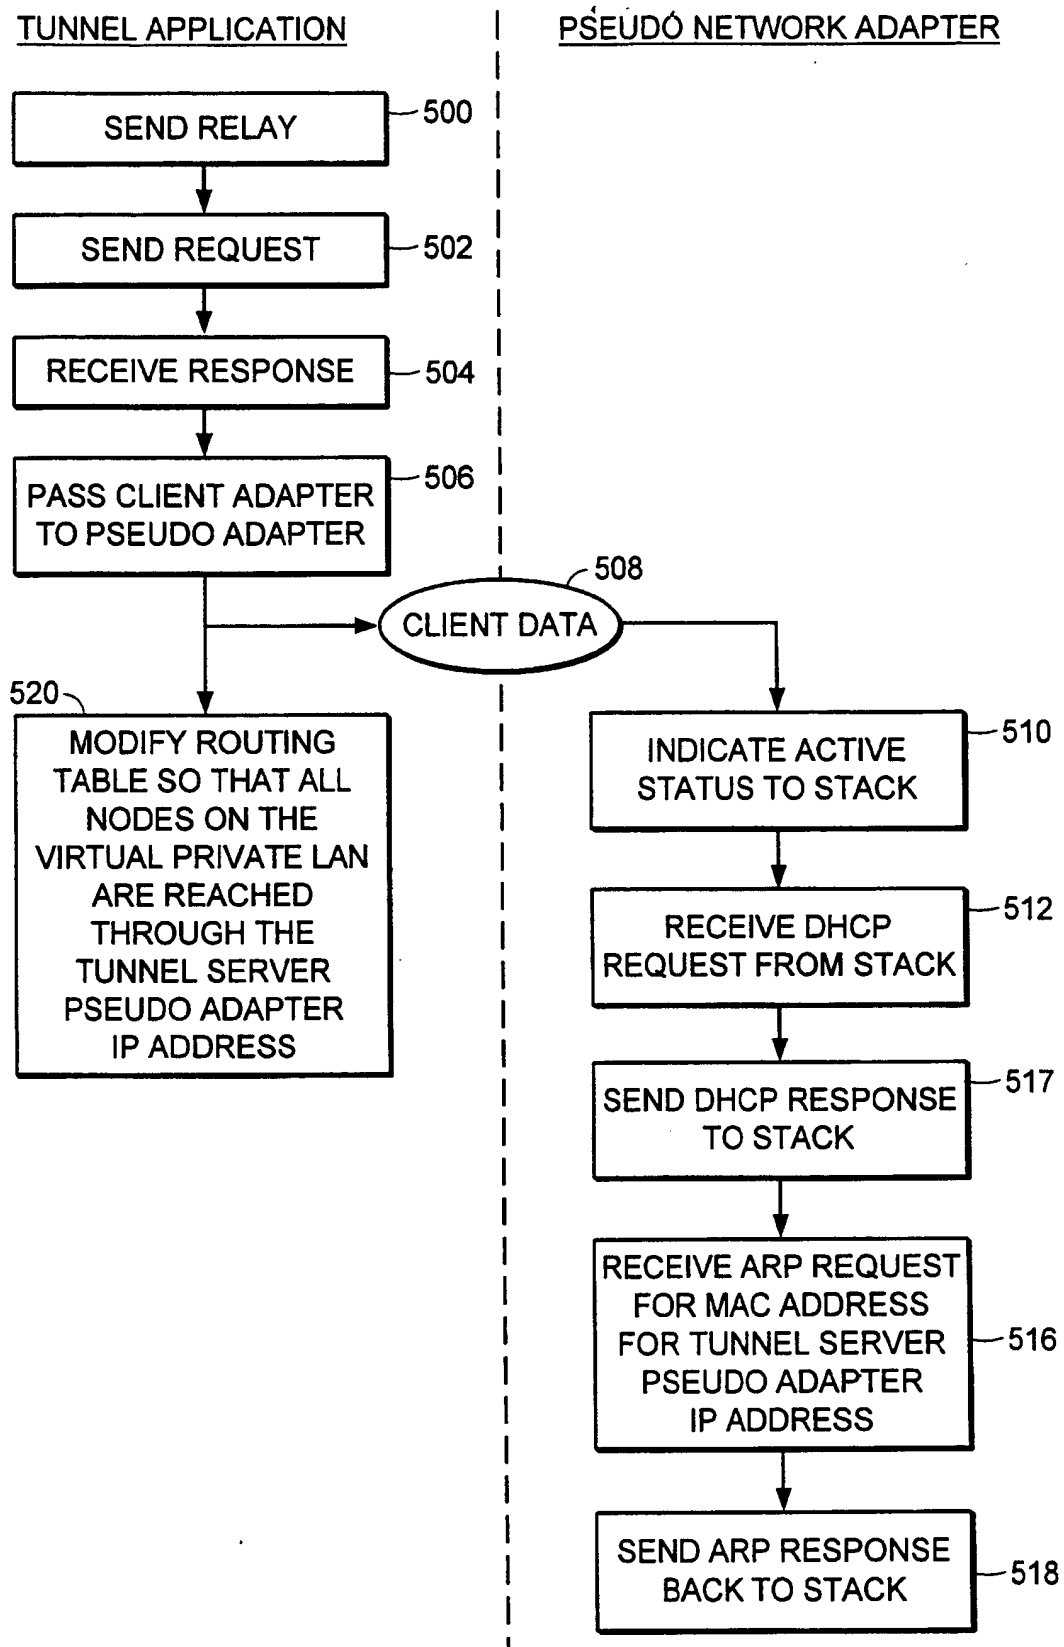 TUNNEL APPLICATION
PSEUDO NETWORK ADAPTER
SEND RELAY
500
SEND REQUEST
502
RECEIVE RESPONSE
504
PASS CLIENT ADAPTER
TO PSEUDO ADAPTER
506
CLIENT DATA
508
520
MODIFY ROUTING
TABLE SO THAT ALL
NODES ON THE
VIRTUAL PRIVATE LAN
ARE REACHED
THROUGH THE
TUNNEL SERVER
PSEUDO ADAPTER
IP ADDRESS
INDICATE ACTIVE
STATUS TO STACK
510
RECEIVE DHCP
REQUEST FROM STACK
512
SEND DHCP RESPONSE
TO STACK
517
RECEIVE ARP REQUEST
FOR MAC ADDRESS
FOR TUNNEL SERVER
PSEUDO ADAPTER
IP ADDRESS
516
SEND ARP RESPONSE
BACK TO STACK
518